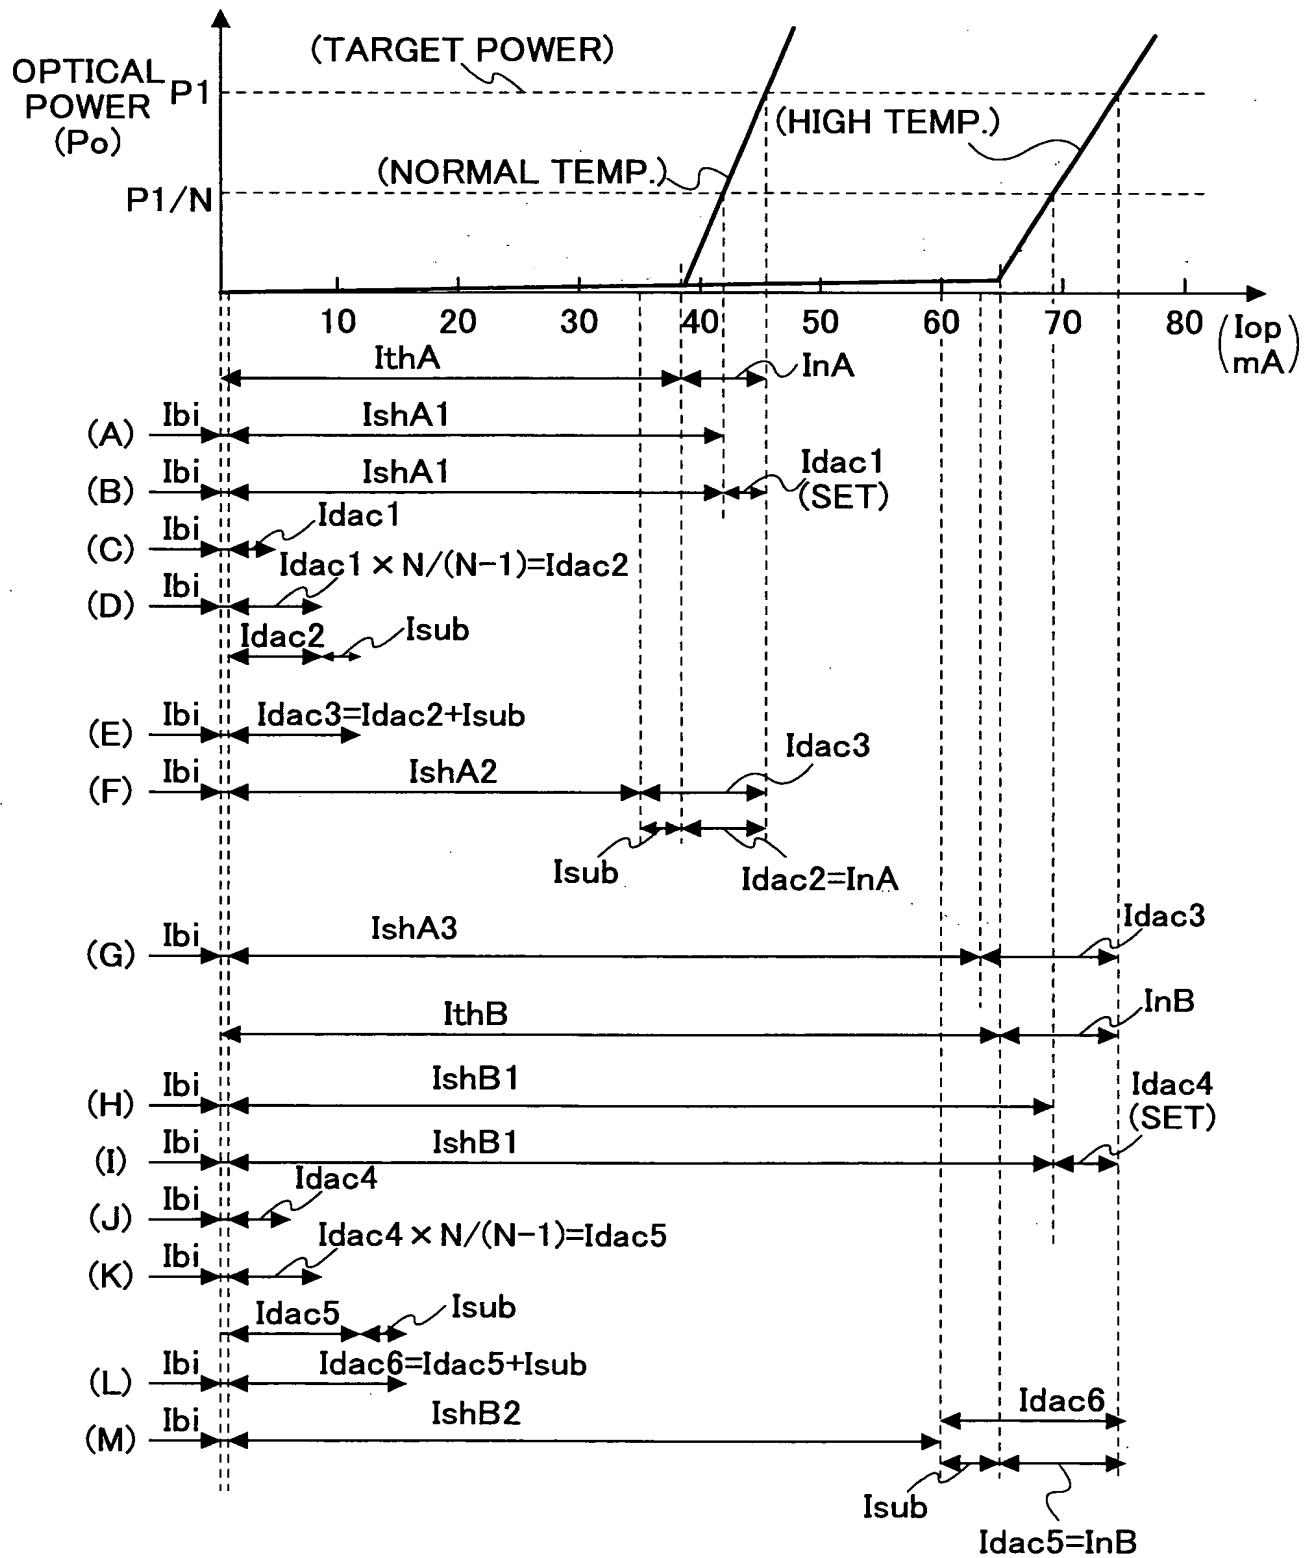 (TARGET POWER)
OPTICAL
POWER
(Po)
P1
(HIGH TEMP.)
(NORMAL TEMP.)
P1/N
10 20 30 40 50 60 70 80
(Iop
mA)
IthA InA
(A) Ibi IshA1
(B) Ibi IshA1 Idac1
(SET)
(C) Ibi Idac1
(D) Ibi Idac1 × N/(N-1)=Idac2
Idac2 Isub
(E) Ibi Idac3=Idac2+Isub
(F) Ibi IshA2 Idac3
Isub Idac2=InA
(G) Ibi IshA3 Idac3
IthB InB
(H) Ibi IshB1
(I) Ibi IshB1 Idac4
(SET)
(J) Ibi Idac4
(K) Ibi Idac4 × N/(N-1)=Idac5
Idac5 Isub
(L) Ibi Idac6=Idac5+Isub
(M) Ibi IshB2 Idac6
Isub
Idac5=InB